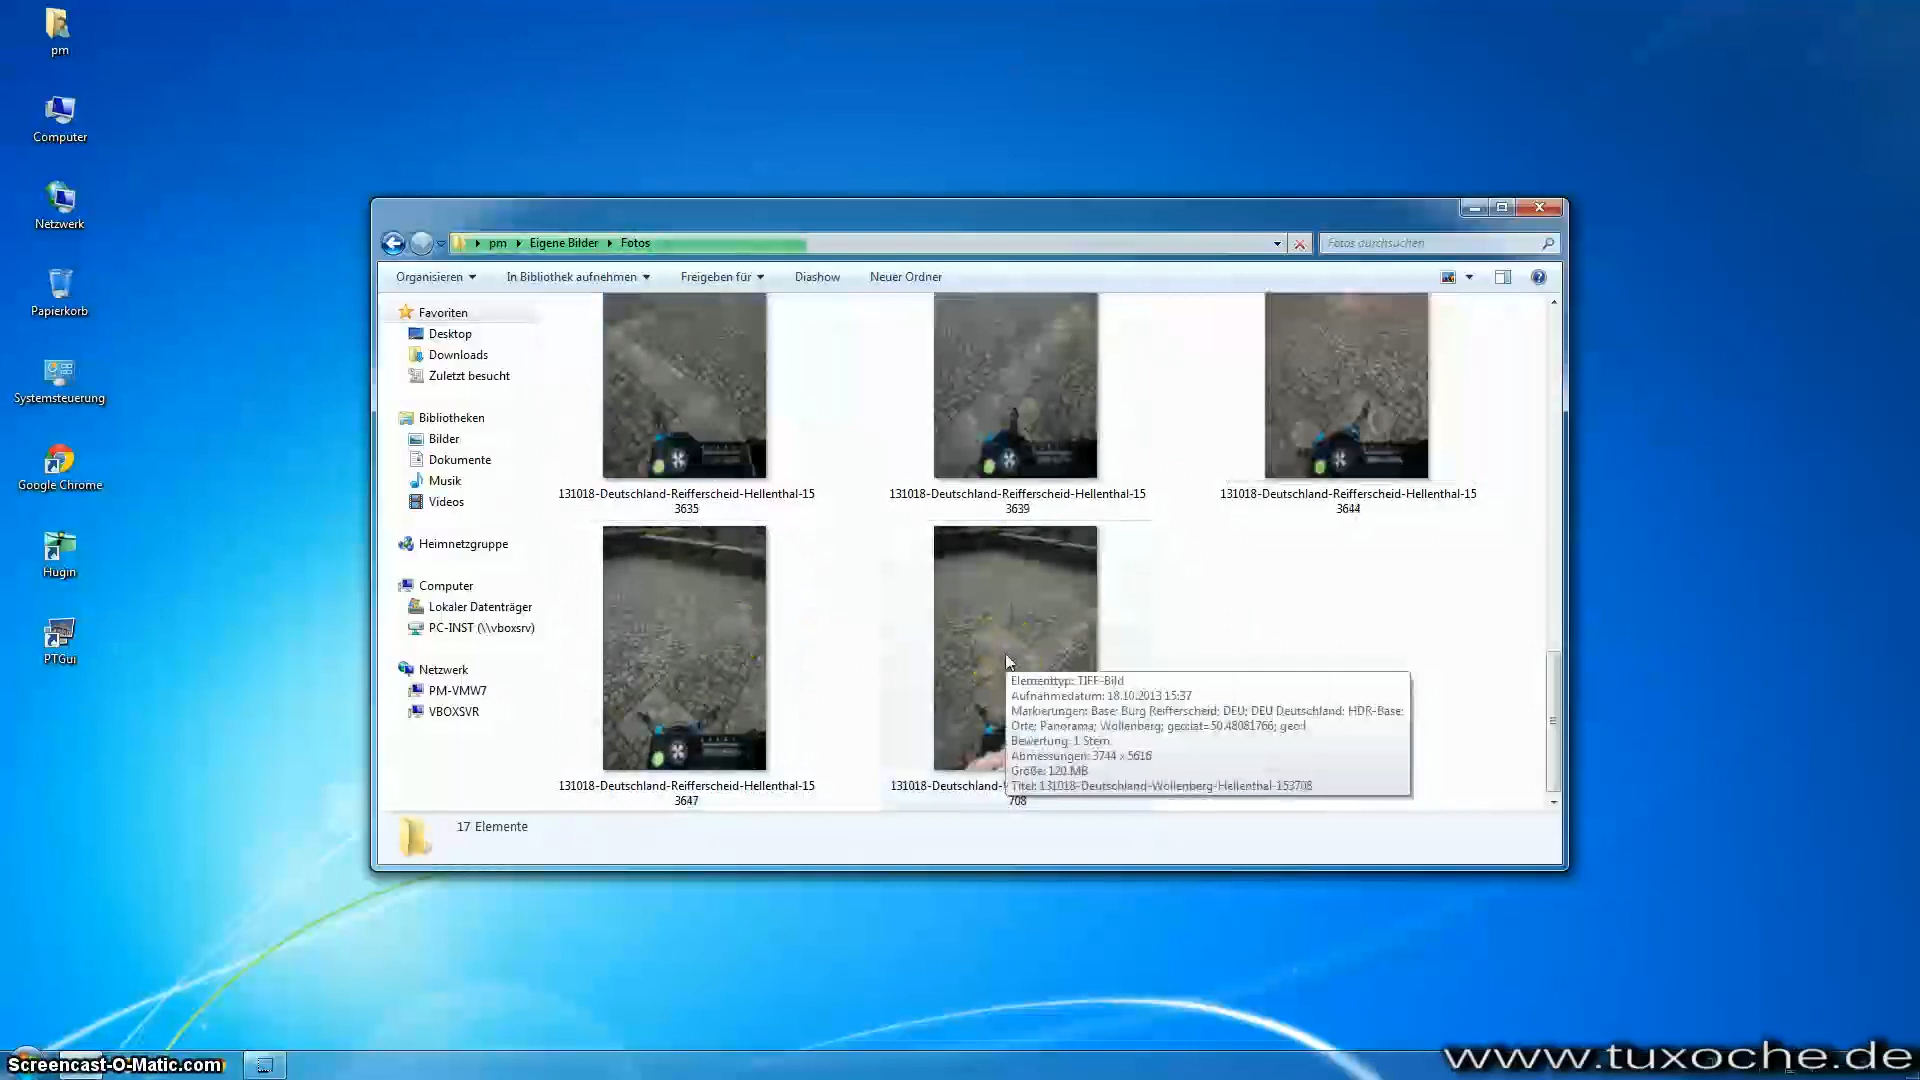 pm
Computer
Netzwerk
Papierkorb
Systemsteuerung
Google Chrome
Hugin
PTGui
pm Eigene Bilder Fotos
Fotos durchsuchen
Organisieren In Bibliothek aufnehmen Freigeben für Diashow Neuer Ordner
Favoriten
Desktop
Downloads
Zuletzt besucht
Bibliotheken
Bilder
Dokumente
Musik
Videos
Heimnetzgruppe
Computer
Lokaler Datenträger
PC-INST (\\vboxsrv)
Netzwerk
PM-VMW7
VBOXSVR
131018-Deutschland-Reifferscheid-Hellenthal-15
3635
131018-Deutschland-Reifferscheid-Hellenthal-15
3639
131018-Deutschland-Reifferscheid-Hellenthal-15
3644
131018-Deutschland-Reifferscheid-Hellenthal-15
3647
131018-Deutschland-
708
Elementtyp: TIFF-Bild
Aufnahmedatum: 18.10.2013 15:37
Markierungen: Base; Burg Reifferscheid; DEU; DEU Deutschland; HDR-Base;
Orte; Panorama; Wollenberg; geo:lat=50.48081766; geo:l
Bewertung: 1 Stern
Abmessungen: 3744 x 5616
Größe: 120 MB
Titel: 131018-Deutschland-Wollenberg-Hellenthal-153708
17 Elemente
Screencast-O-Matic.com
www.tuxoche.de